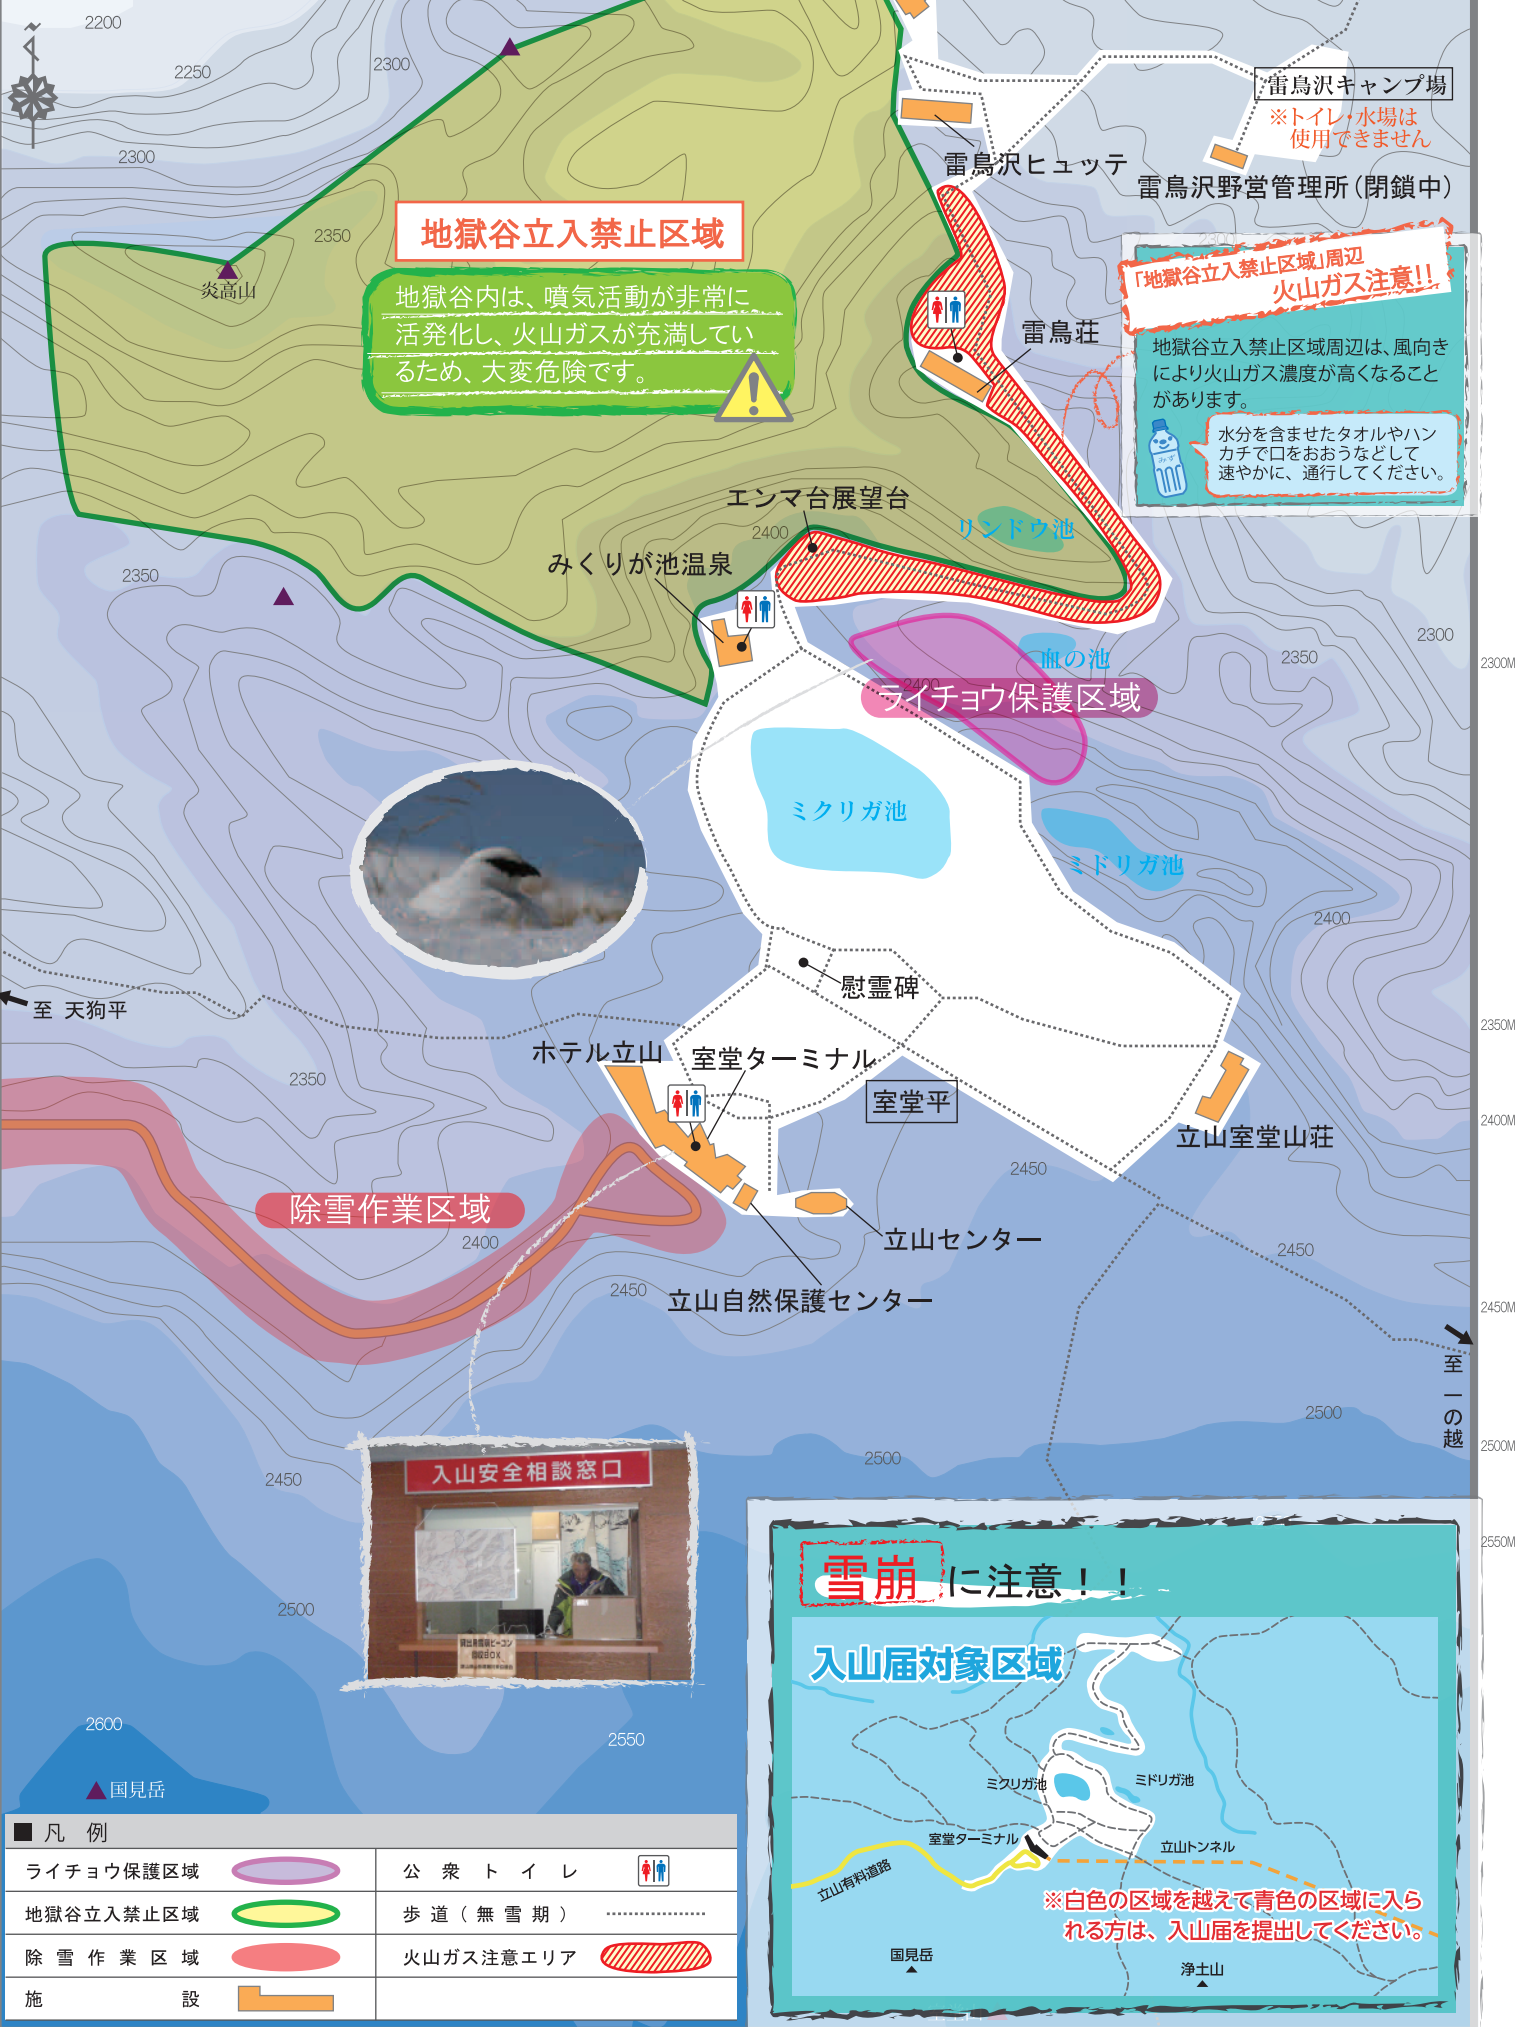 2200
2250
2300
2300
雷鳥沢キャンプ場
※トイレ・水場は
使用できません
雷鳥沢ヒュッテ
雷鳥沢野営管理所(閉鎖中)
2350
地獄谷立入禁止区域
炎高山
地獄谷内は、噴気活動が非常に
活発化し、火山ガスが充満してい
るため、大変危険です。
雷鳥荘
2300
「地獄谷立入禁止区域」周辺
火山ガス注意!!
地獄谷立入禁止区域周辺は、風向き
により火山ガス濃度が高くなること
があります。
みず
水分を含ませたタオルやハン
カチで口をおおうなどして
速やかに、通行してください。
エンマ台展望台
2400
リンドウ池
みくりが池温泉
2350
2300
2350
2300M
血の池
2400
ライチョウ保護区域
ミクリガ池
ミドリガ池
2400
慰霊碑
至 天狗平
2350M
ホテル立山
室堂ターミナル
2350
室堂平
2400M
立山室堂山荘
2450
除雪作業区域
2400
立山センター
2450
2450
立山自然保護センター
2450M
至 一の越
2500
2500M
2500
2450
入山安全相談窓口
2550M
2500
雪崩に注意!!
入山届対象区域
2600
2550
国見岳
ミクリガ池
ミドリガ池
室堂ターミナル
立山トンネル
立山有料道路
※白色の区域を越えて青色の区域に入ら
れる方は、入山届を提出してください。
国見岳
浄土山
■ 凡 例
ライチョウ保護区域
公衆トイレ
地獄谷立入禁止区域
歩道(無雪期)
除雪作業区域
火山ガス注意エリア
施設